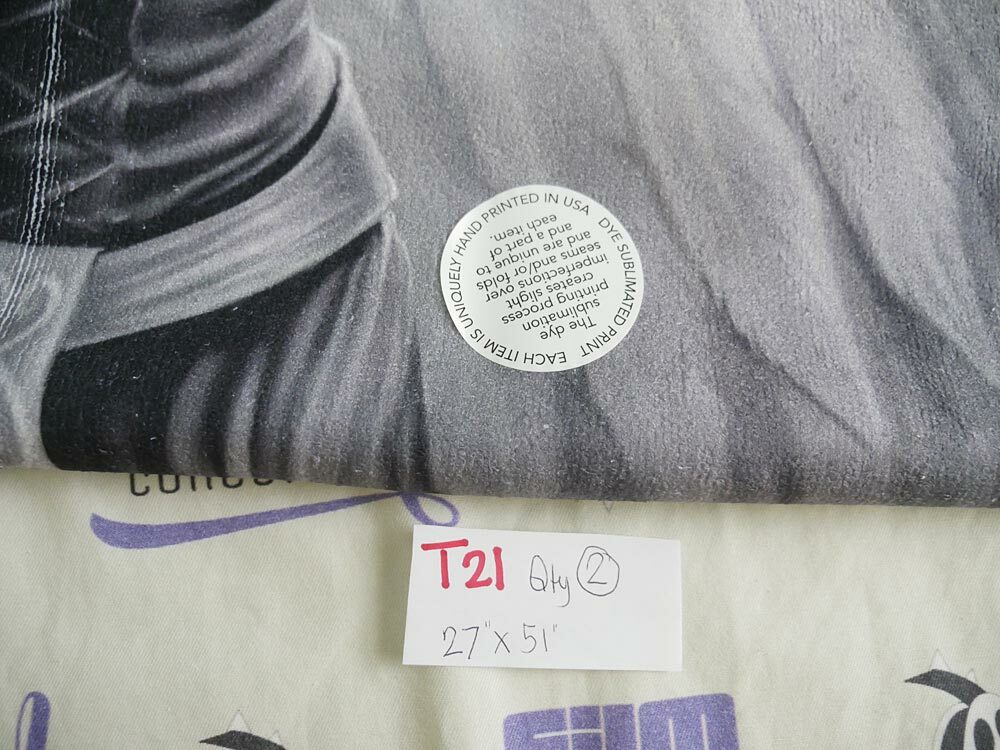 DYE SUBLIMATED PRINT EACH ITEM IS UNIQUELY HAND PRINTED IN USA
The dye
sublimation
printing process
creates slight
imperfections over
seams and/or folds
and are unique to
and a part of
each item.
T21 Qty 2
27" x 51"